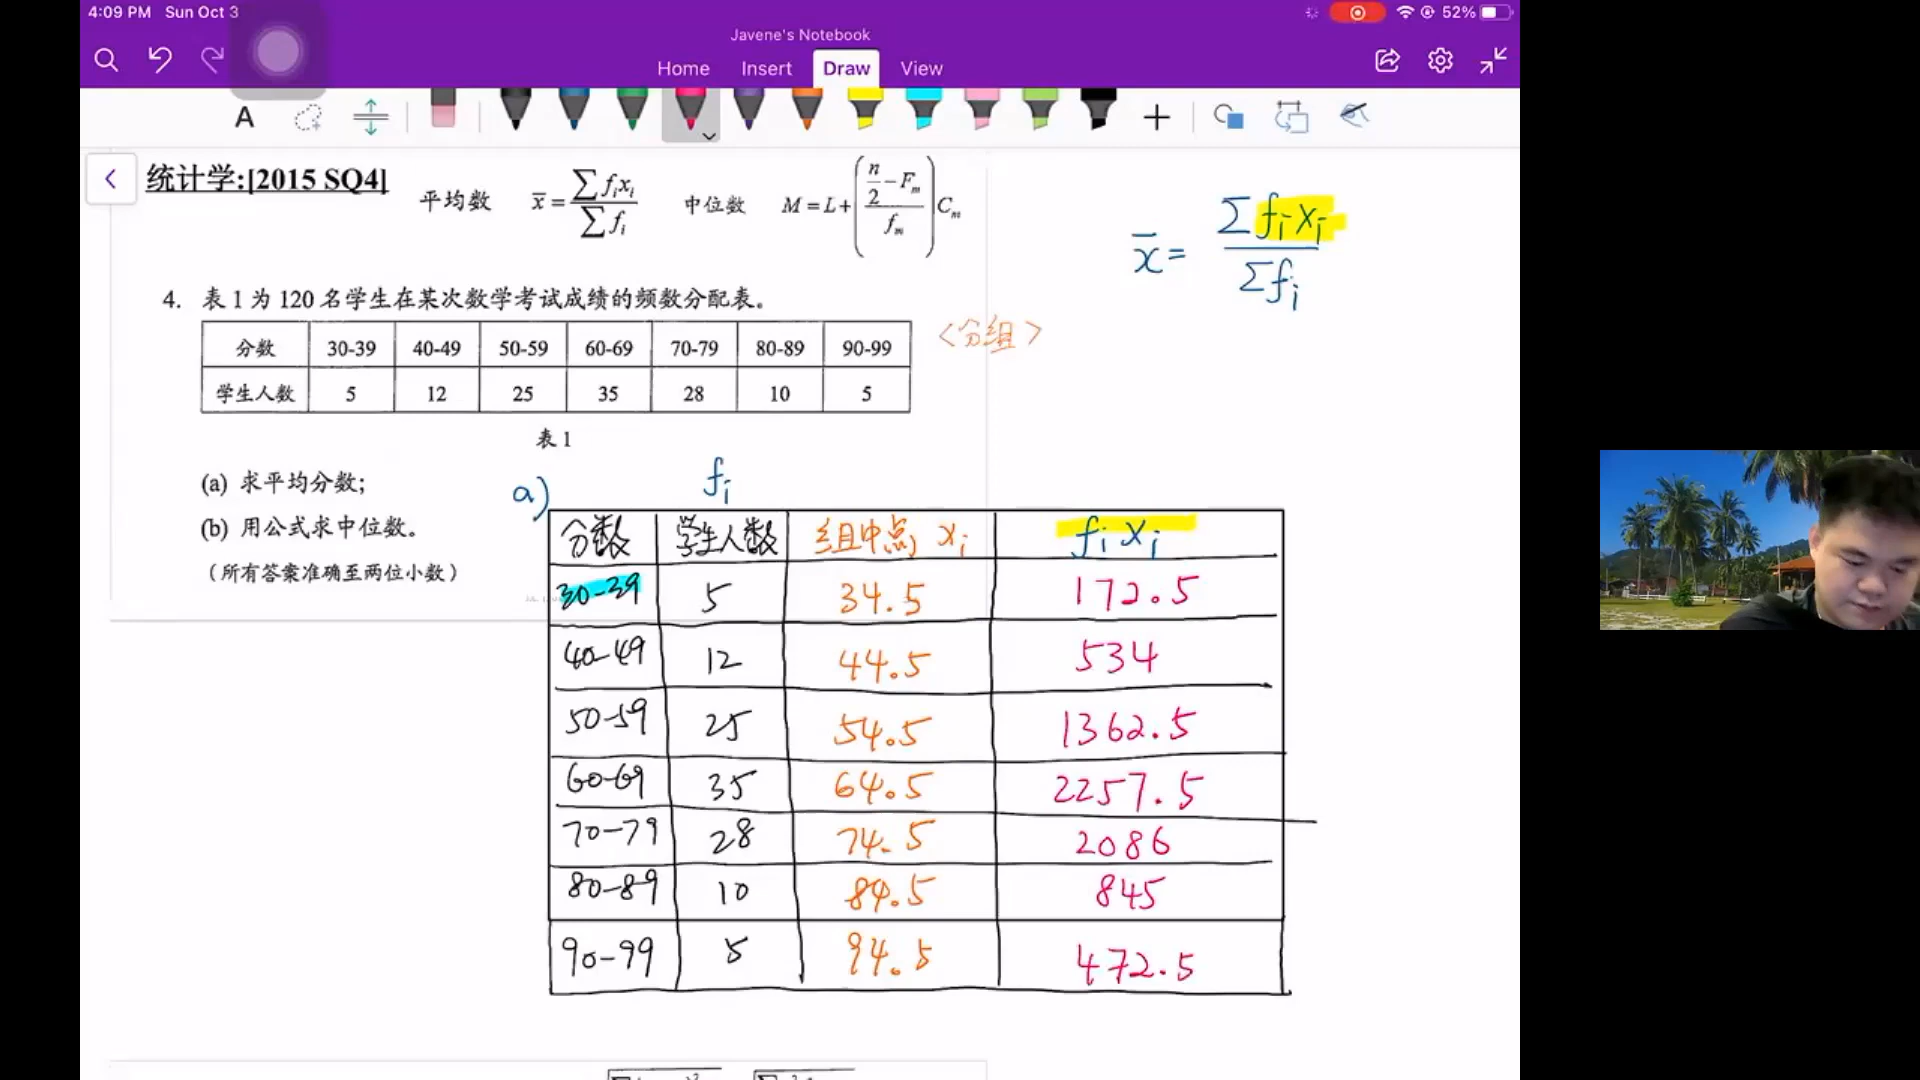 4:09 PM Sun Oct 3
52%
Javene's Notebook
Home Insert Draw View
A
统计学:[2015 SQ4]
平均数 x̄ = ∑fᵢxᵢ / ∑fᵢ 中位数 M = L + ((n/2 − Fₘ) / fₘ) Cₘ
x̄ = Σfᵢxᵢ / Σfᵢ
4. 表 1 为 120 名学生在某次数学考试成绩的频数分配表。
分数 30-39 40-49 50-59 60-69 70-79 80-89 90-99
学生人数 5 12 25 35 28 10 5
<分组>
表 1
(a) 求平均分数;
(b) 用公式求中位数。
(所有答案准确至两位小数)
a) fᵢ
分数 学生人数 组中点 xᵢ fᵢxᵢ
30-39 5 34.5 172.5
40-49 12 44.5 534
50-59 25 54.5 1362.5
60-69 35 64.5 2257.5
70-79 28 74.5 2086
80-89 10 84.5 845
90-99 5 94.5 472.5